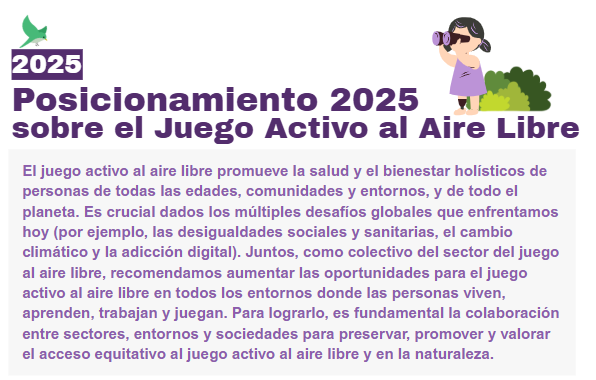 2025
Posicionamiento 2025
sobre el Juego Activo al Aire Libre
El juego activo al aire libre promueve la salud y el bienestar holísticos de
personas de todas las edades, comunidades y entornos, y de todo el
planeta. Es crucial dados los múltiples desafíos globales que enfrentamos
hoy (por ejemplo, las desigualdades sociales y sanitarias, el cambio
climático y la adicción digital). Juntos, como colectivo del sector del juego
al aire libre, recomendamos aumentar las oportunidades para el juego
activo al aire libre en todos los entornos donde las personas viven,
aprenden, trabajan y juegan. Para lograrlo, es fundamental la colaboración
entre sectores, entornos y sociedades para preservar, promover y valorar
el acceso equitativo al juego activo al aire libre y en la naturaleza.